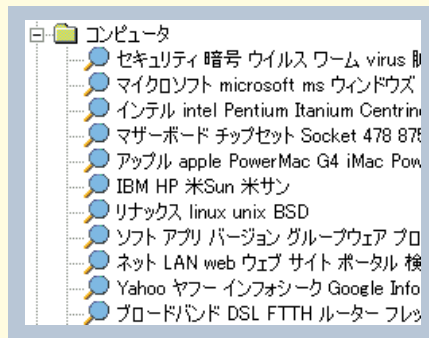 コンピュータ
セキュリティ 暗号 ウイルス ワーム virus
マイクロソフト microsoft ms ウィンドウズ
インテル intel Pentium Itanium
マザーボード チップセット Socket 478
アップル apple PowerMac G4 iMac
IBM HP 米Sun 米サン
リナックス linux unix BSD
ソフト アプリ バージョン グループウェア
ネット LAN web ウェブ サイト ポータル 検
Yahoo ヤフー インフォシーク Google Info
ブロードバンド DSL FTTH ルーター